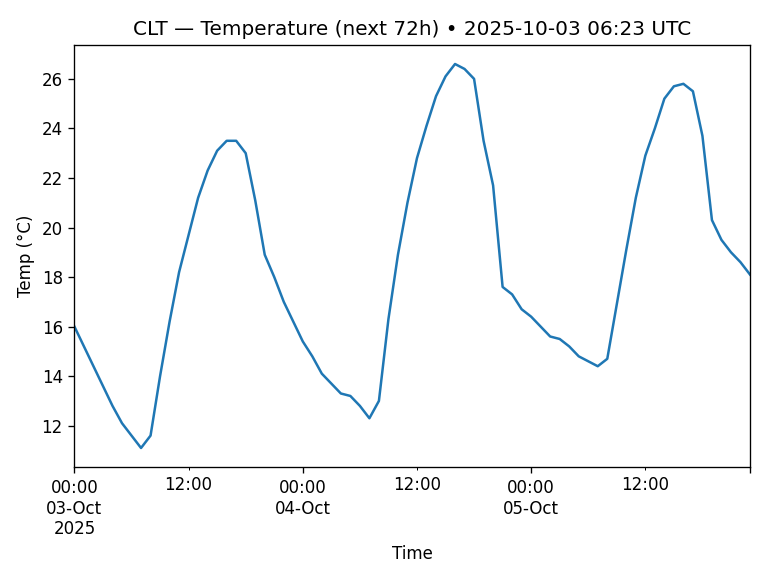 CLT — Temperature (next 72h) • 2025-10-03 06:23 UTC
Temp (°C)
26
24
22
20
18
16
14
12
00:00 12:00 00:00 12:00 00:00 12:00
03-Oct 04-Oct 05-Oct
2025
Time